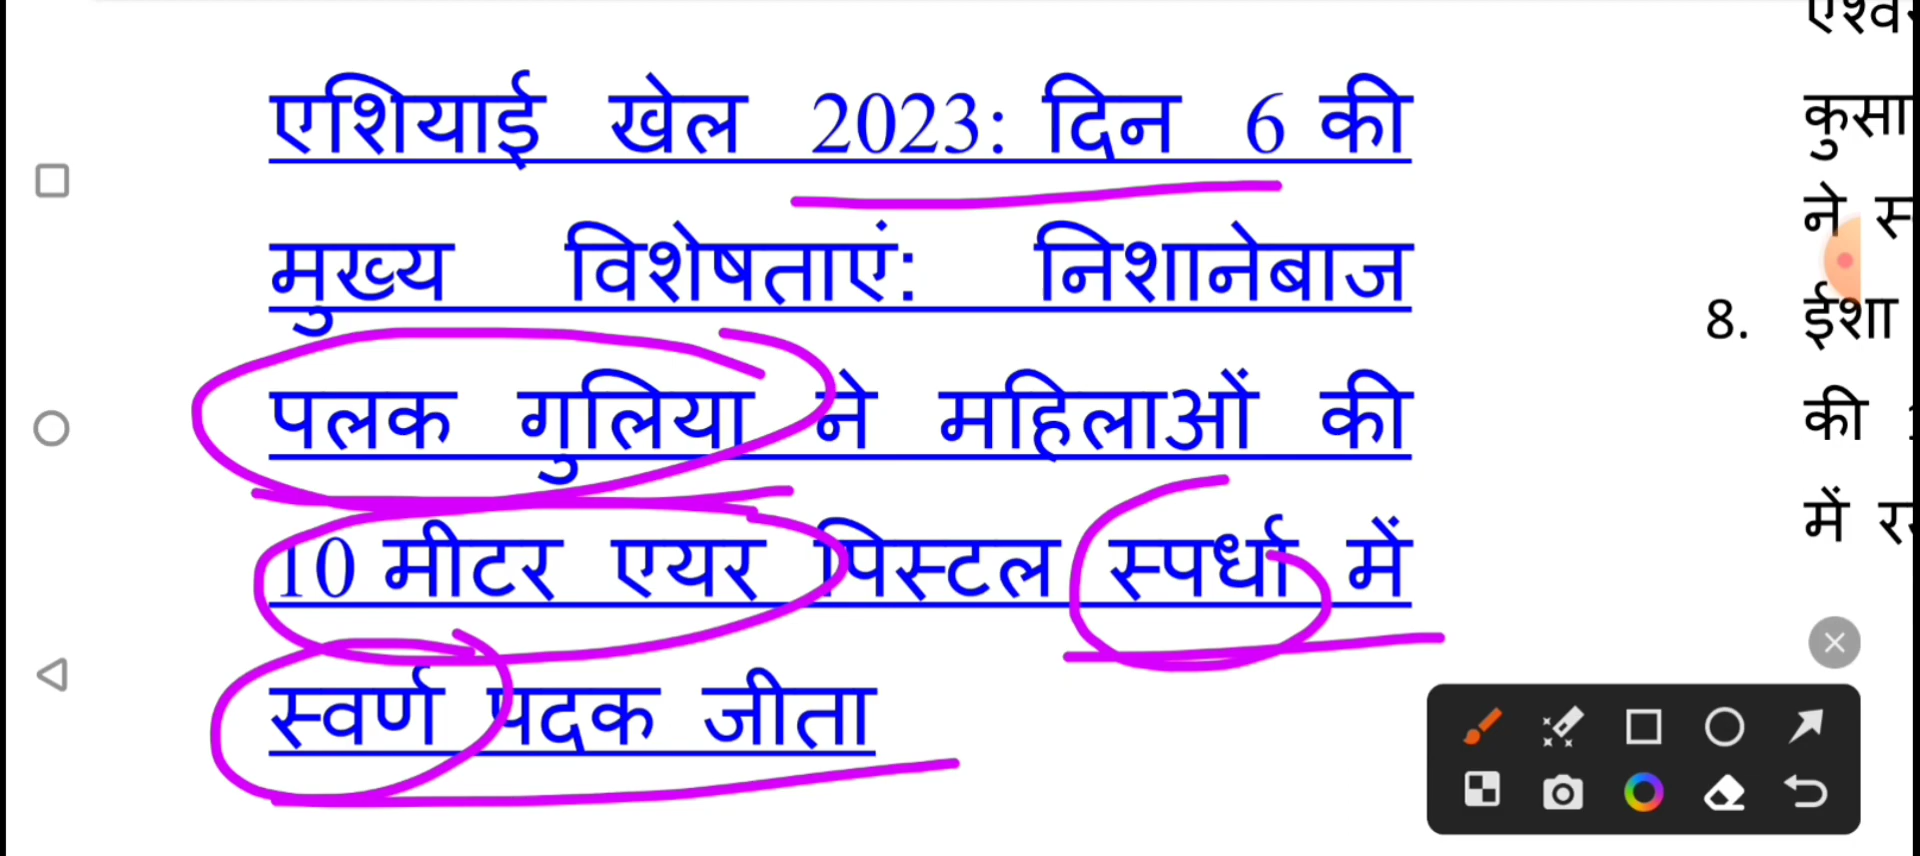 एशियाई खेल 2023: दिन 6 की
मुख्य विशेषताएं: निशानेबाज
पलक गुलिया ने महिलाओं की
10 मीटर एयर पिस्टल स्पर्धा में
स्वर्ण पदक जीता
कुसा
ने
8. ईशा
की
में